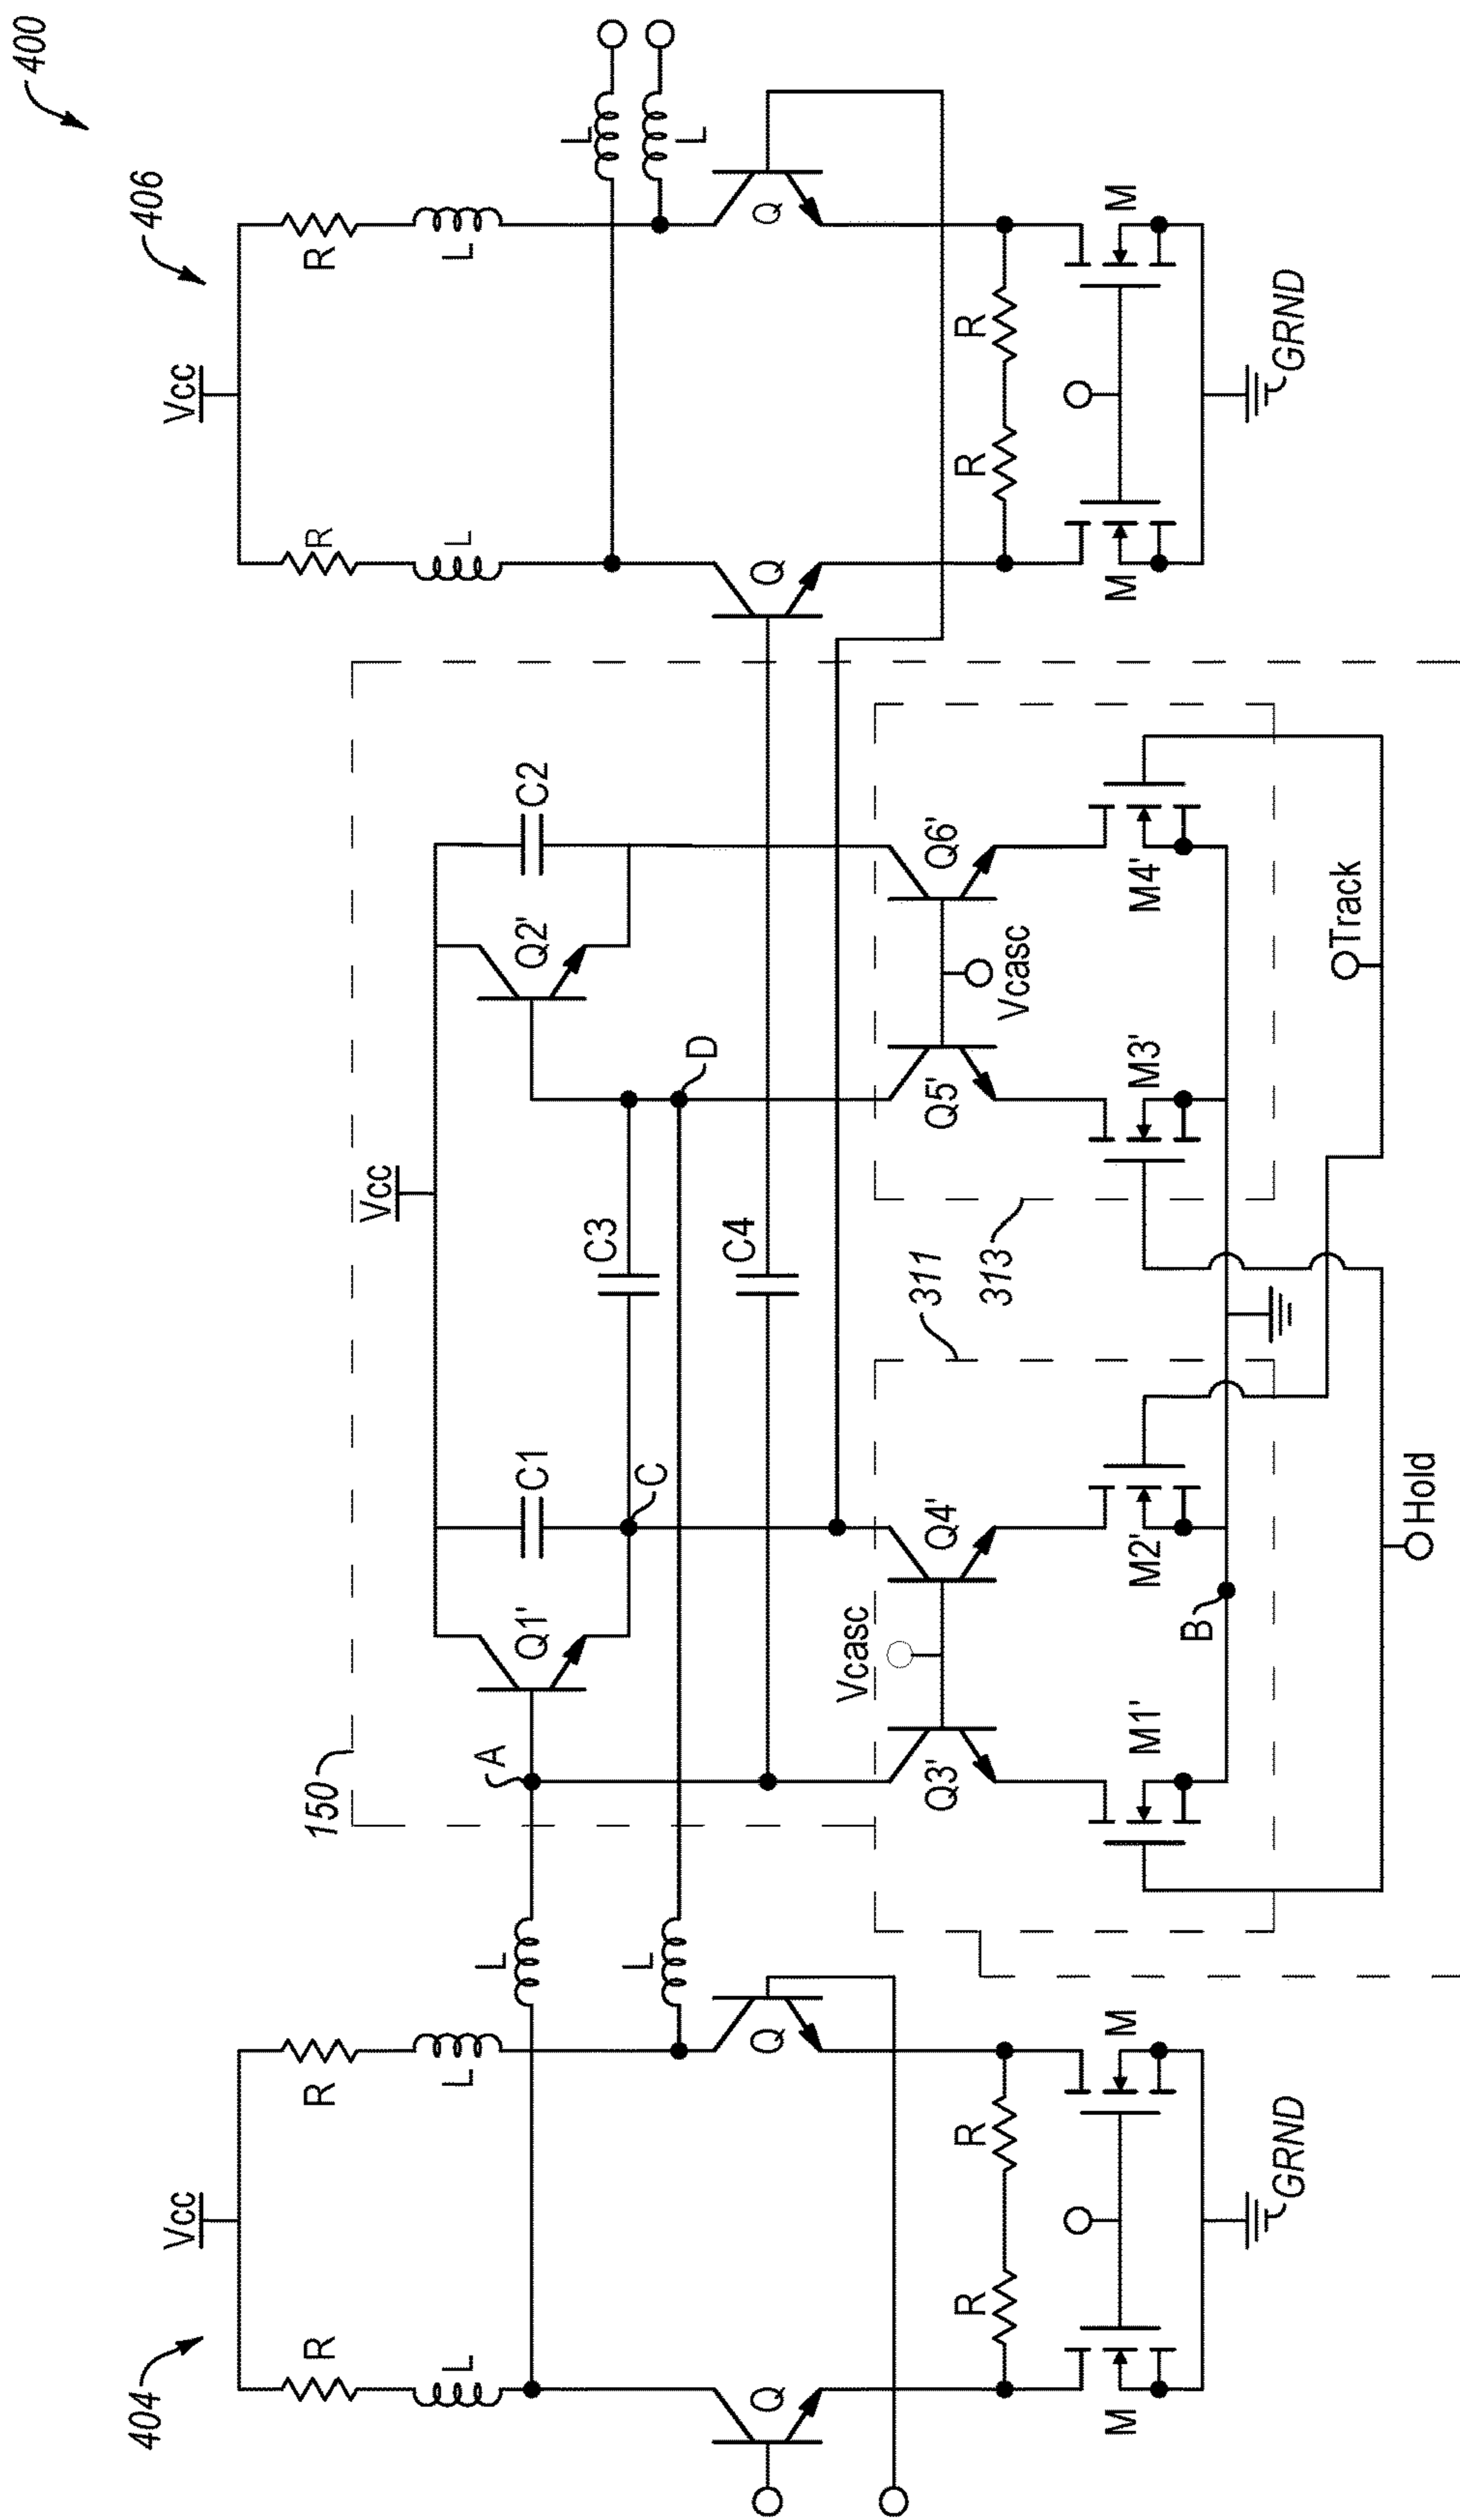 400
406
Vcc
R
R
L
L
L
L
Q
Q
R
R
M
M
GRND
150
Vcc
C1
C2
Q1'
Q2'
A
C
C3
D
C4
Vcasc
Vcasc
311
313
Q3'
Q4'
Q5'
Q6'
M1'
M2'
M3'
M4'
B
Hold
Track
404
Vcc
R
R
L
L
L
L
Q
Q
R
R
M
M
GRND